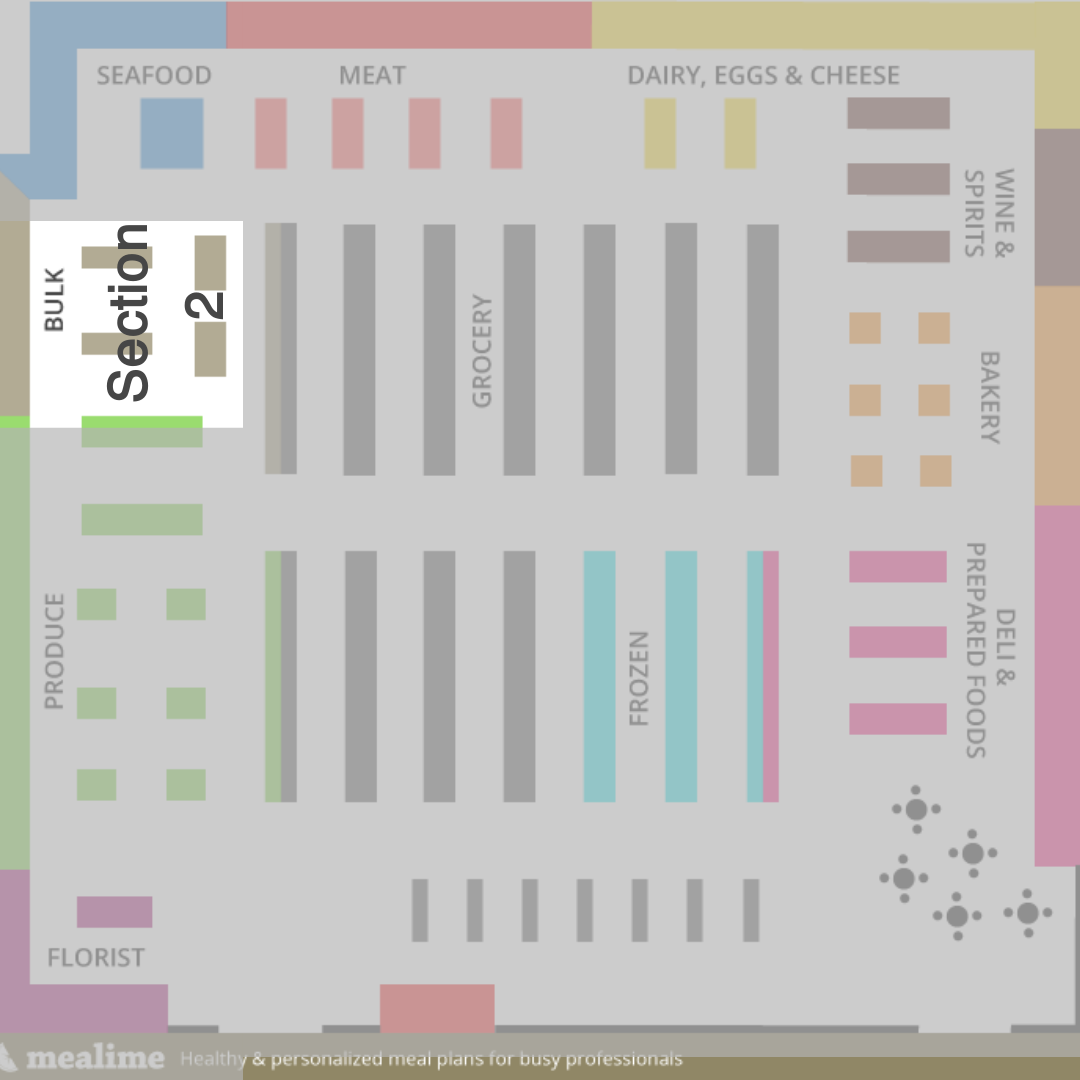 SEAFOOD
MEAT
DAIRY, EGGS & CHEESE
WINE &
SPIRITS
BULK
Section
2
GROCERY
BAKERY
PRODUCE
FROZEN
DELI &
PREPARED FOODS
FLORIST
mealime Healthy & personalized meal plans for busy professionals